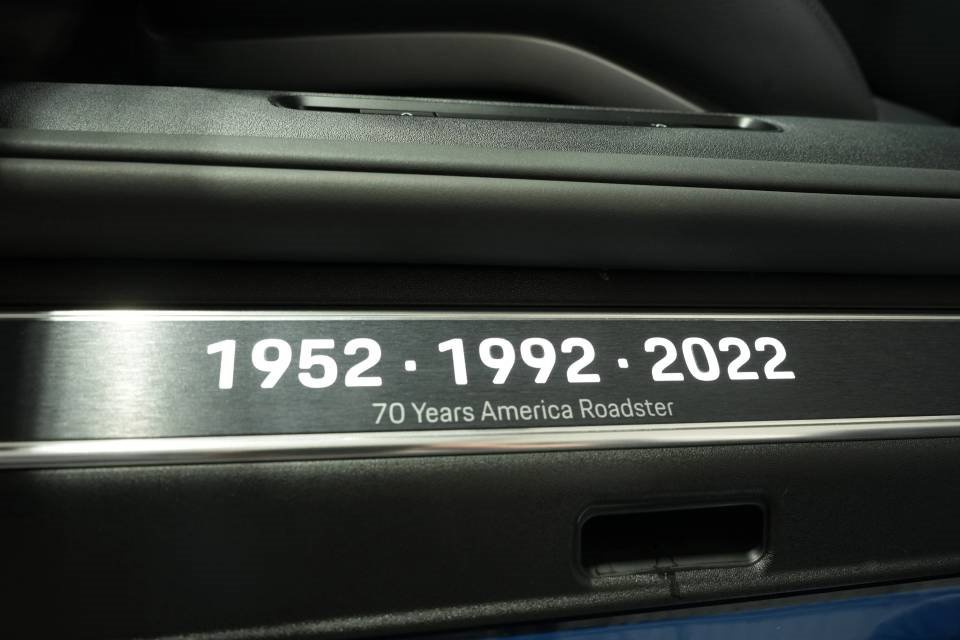 1952 · 1992 · 2022
70 Years America Roadster